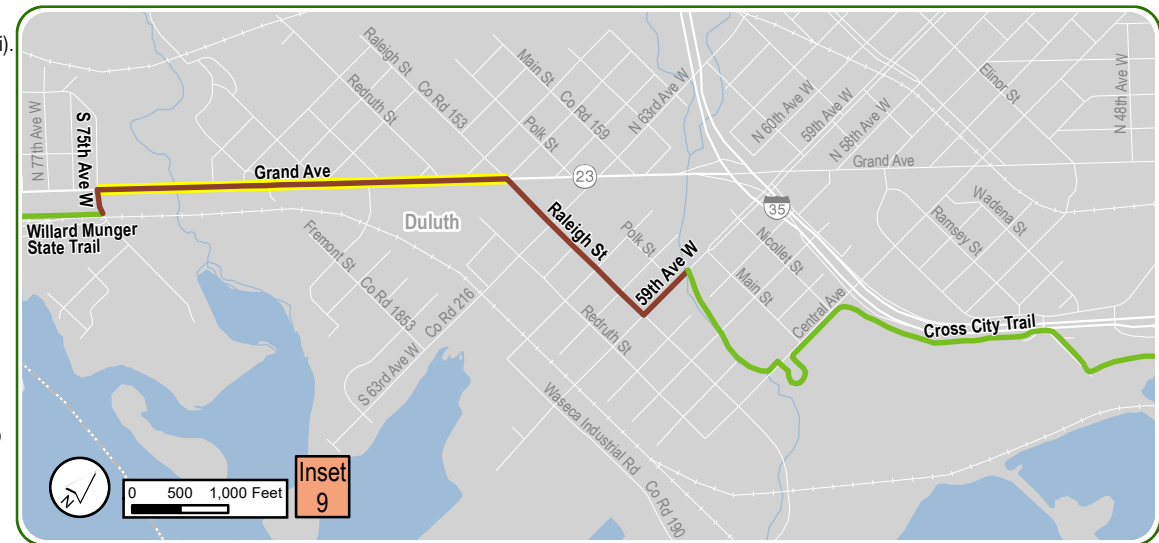 i).
Raleigh St
Redruth St
Co Rd 153
Main St
Polk St
Co Rd 159
N 63rd Ave W
N 60th Ave W
59th Ave W
N 58th Ave W
Elinor St
N 48th Ave W
N 77th Ave W
S 75th Ave W
Grand Ave
23
Grand Ave
35
Willard Munger
State Trail
Duluth
Fremont St
Co Rd 1853
Co Rd 216
S 63rd Ave W
Raleigh St
Polk St
59th Ave W
Redruth St
Main St
Nicollet St
Central Ave
Ramsey St
Wadena St
Cross City Trail
Waseca Industrial Rd
Co Rd 190
N
0 500 1,000 Feet
Inset
9